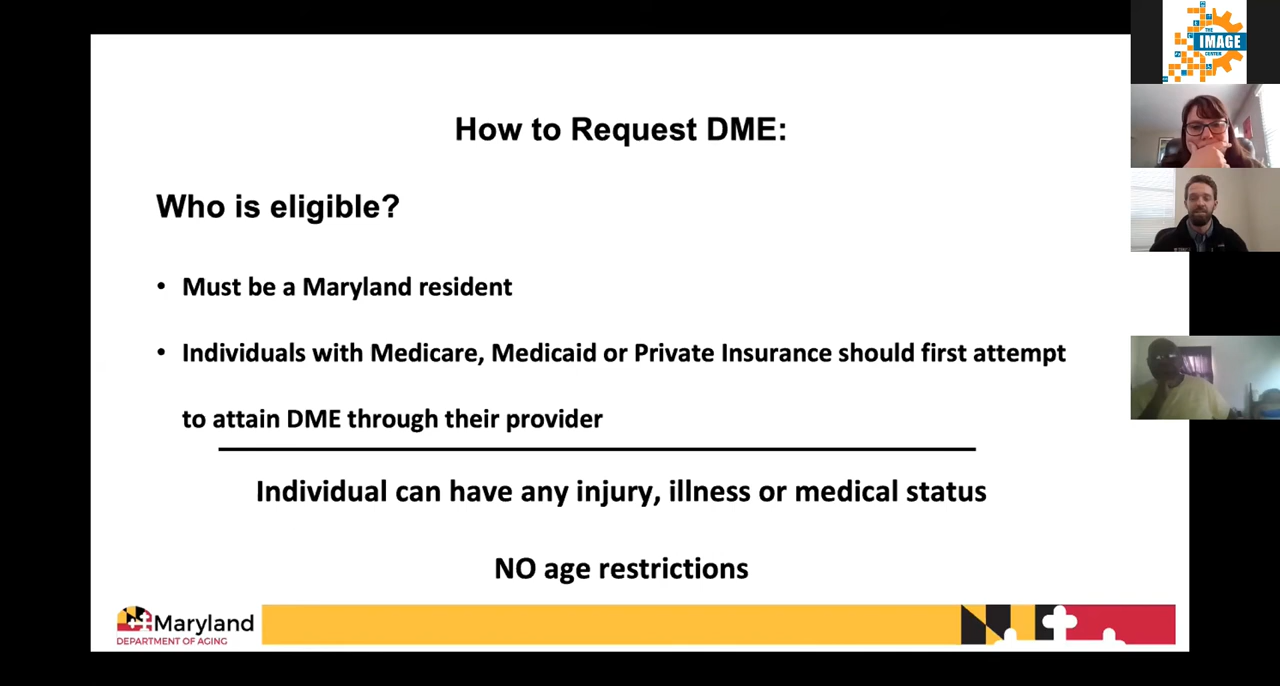 How to Request DME:
Who is eligible?
• Must be a Maryland resident
• Individuals with Medicare, Medicaid or Private Insurance should first attempt
to attain DME through their provider
Individual can have any injury, illness or medical status
NO age restrictions
Maryland
DEPARTMENT OF AGING
THE
IMAGE
CENTER